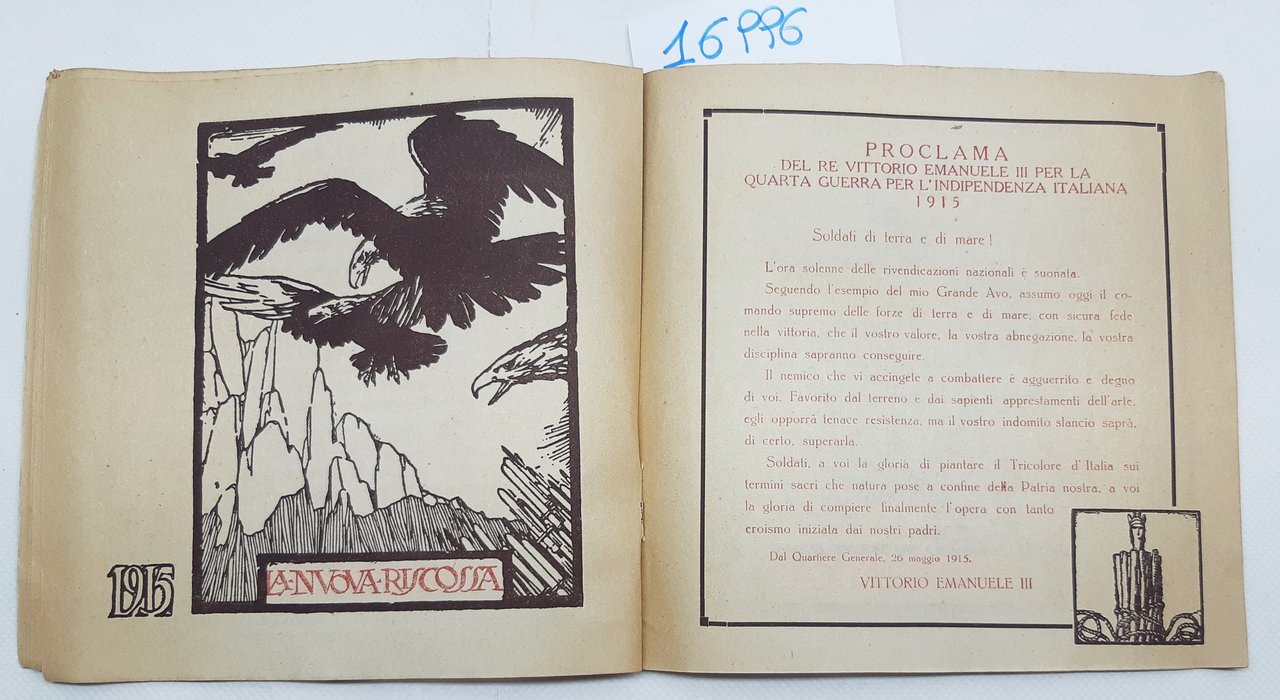 16996
1915
LA·NVOVA·RISCOSSA
PROCLAMA
DEL RE VITTORIO EMANUELE III PER LA
QUARTA GUERRA PER L'INDIPENDENZA ITALIANA
1915
Soldati di terra e di mare!
L'ora solenne delle rivendicazioni nazionali è suonata.
Seguendo l'esempio del mio Grande Avo, assumo oggi il co-
mando supremo delle forze di terra e di mare, con sicura fede
nella vittoria, che il vostro valore, la vostra abnegazione, la vostra
disciplina sapranno conseguire.
Il nemico che vi accingete a combattere è agguerrito e degno
di voi. Favorito dal terreno e dai sapienti apprestamenti dell'arte,
egli opporrà tenace resistenza, ma il vostro indomito slancio saprà,
di certo, superarla.
Soldati, a voi la gloria di piantare il Tricolore d'Italia sui
termini sacri che natura pose a confine della Patria nostra, a voi
la gloria di compiere finalmente l'opera con tanto
eroismo iniziata dai nostri padri.
Dal Quartiere Generale, 26 maggio 1915.
VITTORIO EMANUELE III